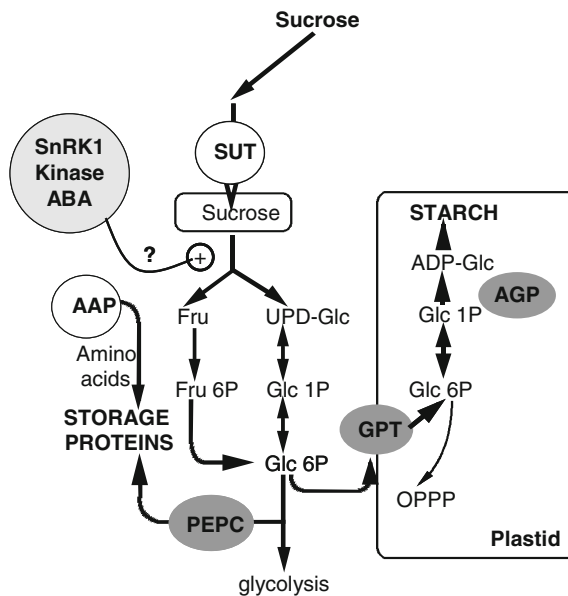 Sucrose
SnRK1
Kinase
ABA
SUT
Sucrose
?
+
AAP
Amino
acids
STORAGE
PROTEINS
Fru
UPD-Glc
Fru 6P
Glc 1P
Glc 6P
PEPC
glycolysis
GPT
STARCH
ADP-Glc
AGP
Glc 1P
Glc 6P
OPPP
Plastid